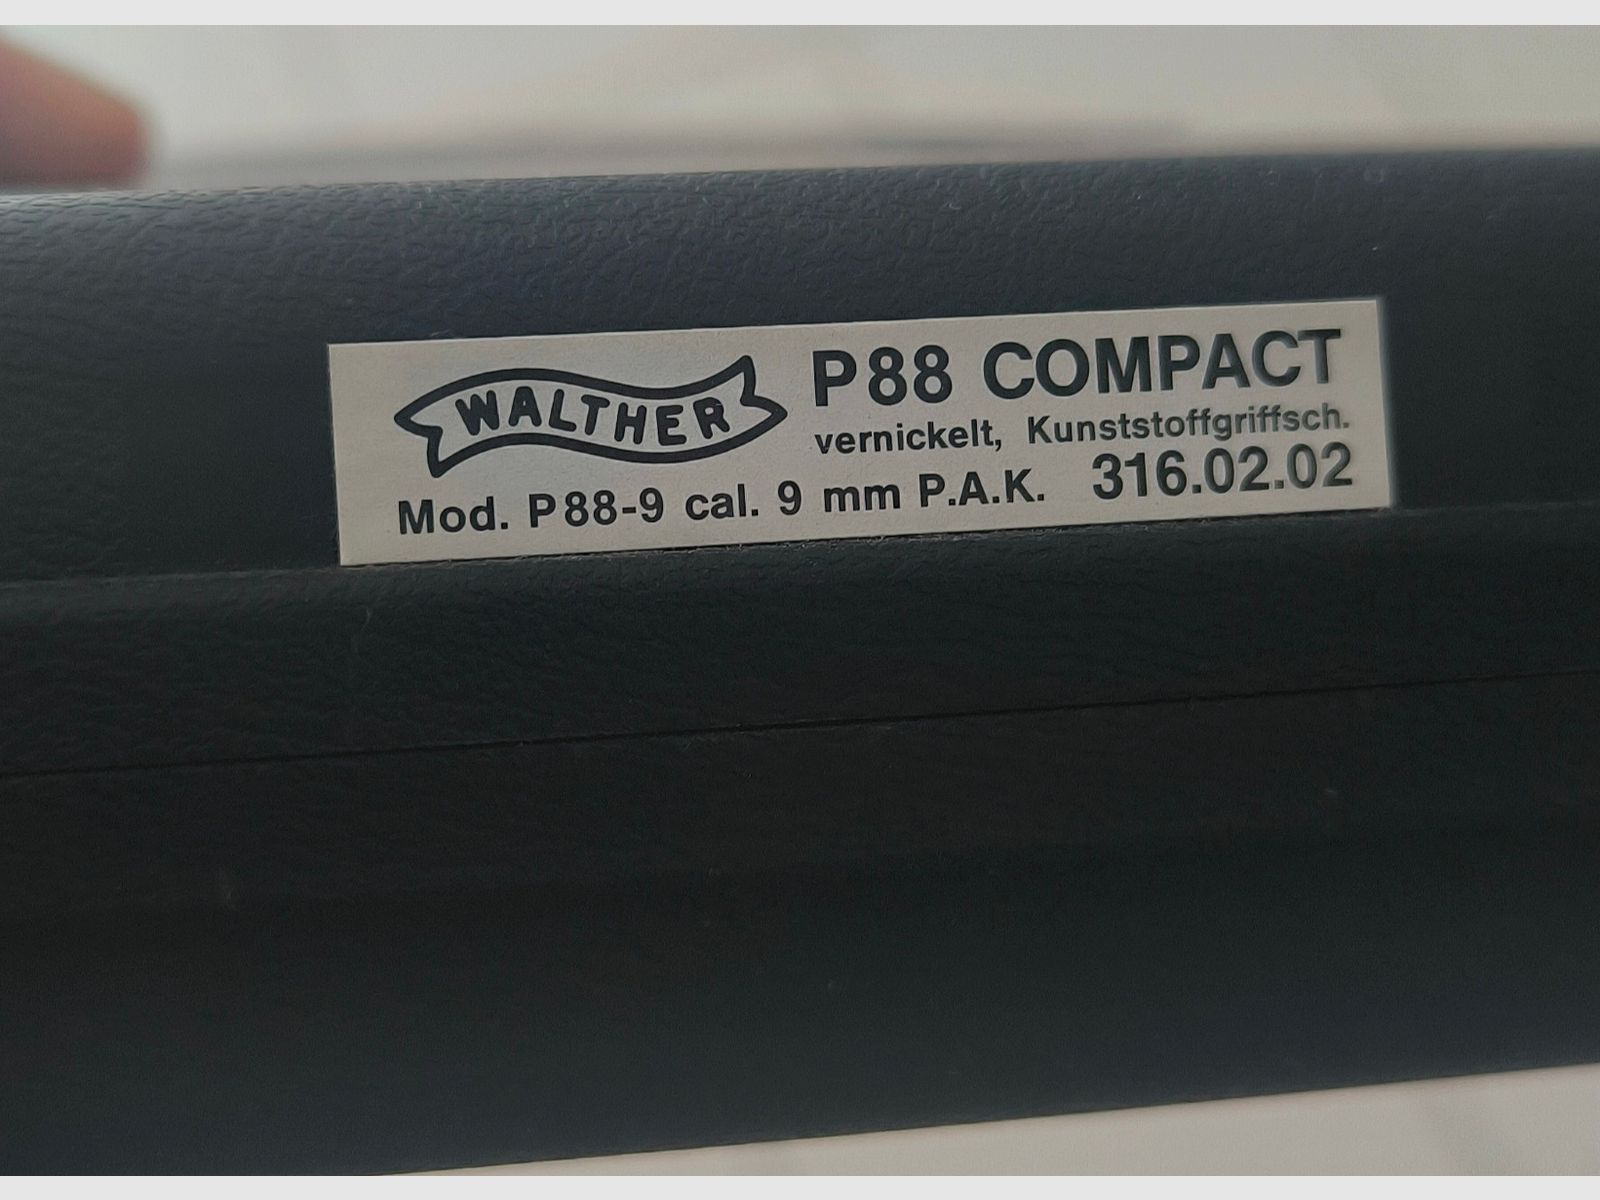 WALTHER
P88 COMPACT
vernickelt, Kunststoffgriffsch.
Mod. P88-9 cal. 9 mm P.A.K. 316.02.02